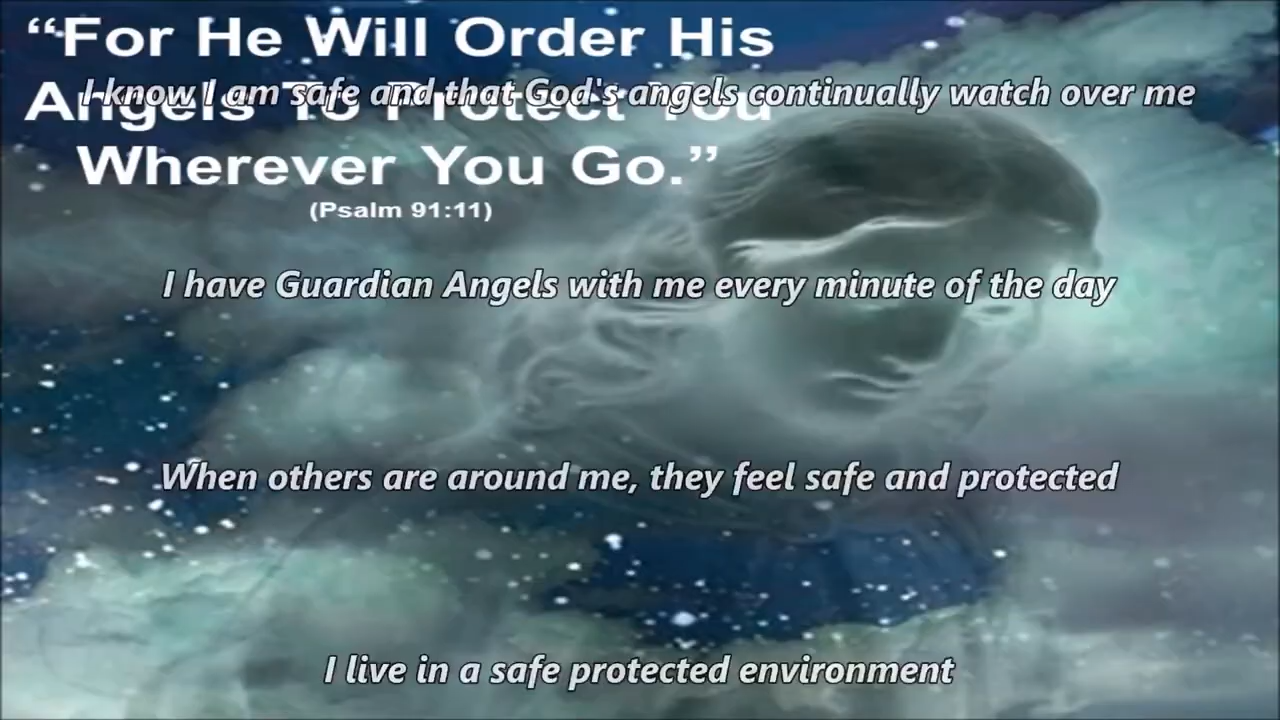 “For He Will Order His
Angels To Protect You
I know I am safe and that God's angels continually watch over me
Wherever You Go.”
(Psalm 91:11)
I have Guardian Angels with me every minute of the day
When others are around me, they feel safe and protected
I live in a safe protected environment